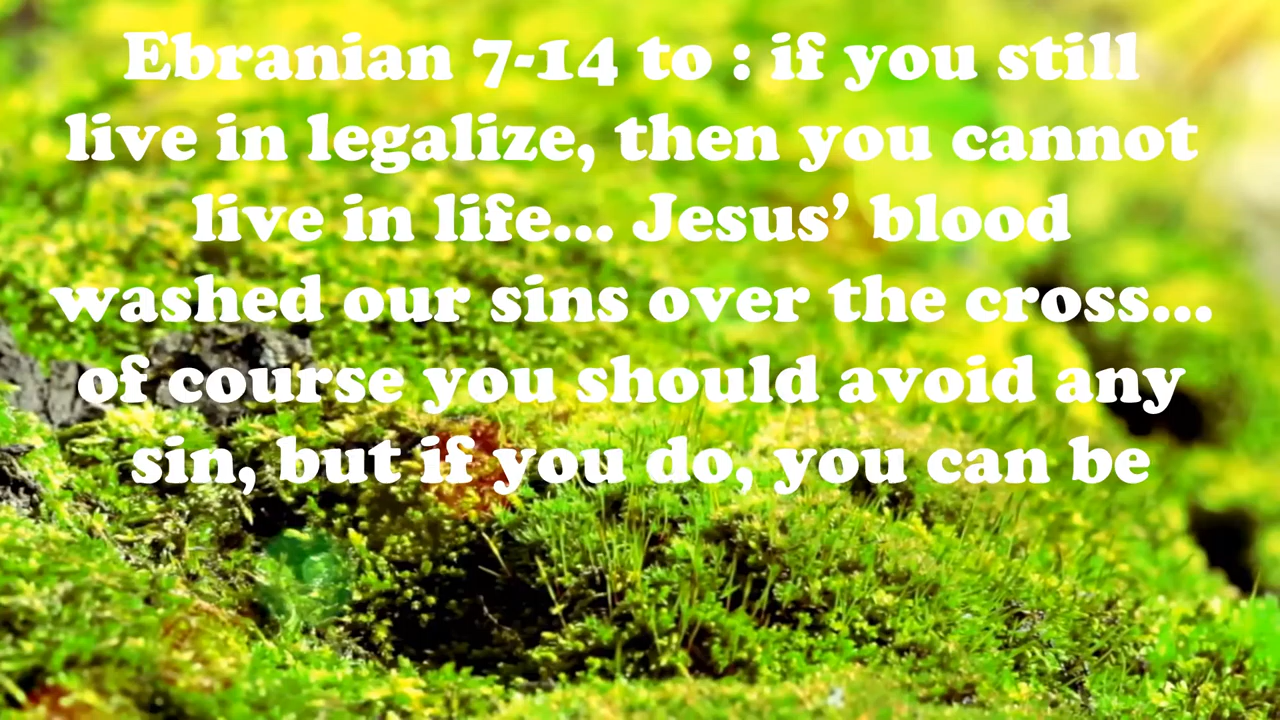 Ebranian 7-14 to : if you still
live in legalize, then you cannot
live in life... Jesus’ blood
washed our sins over the cross...
of course you should avoid any
sin, but if you do, you can be